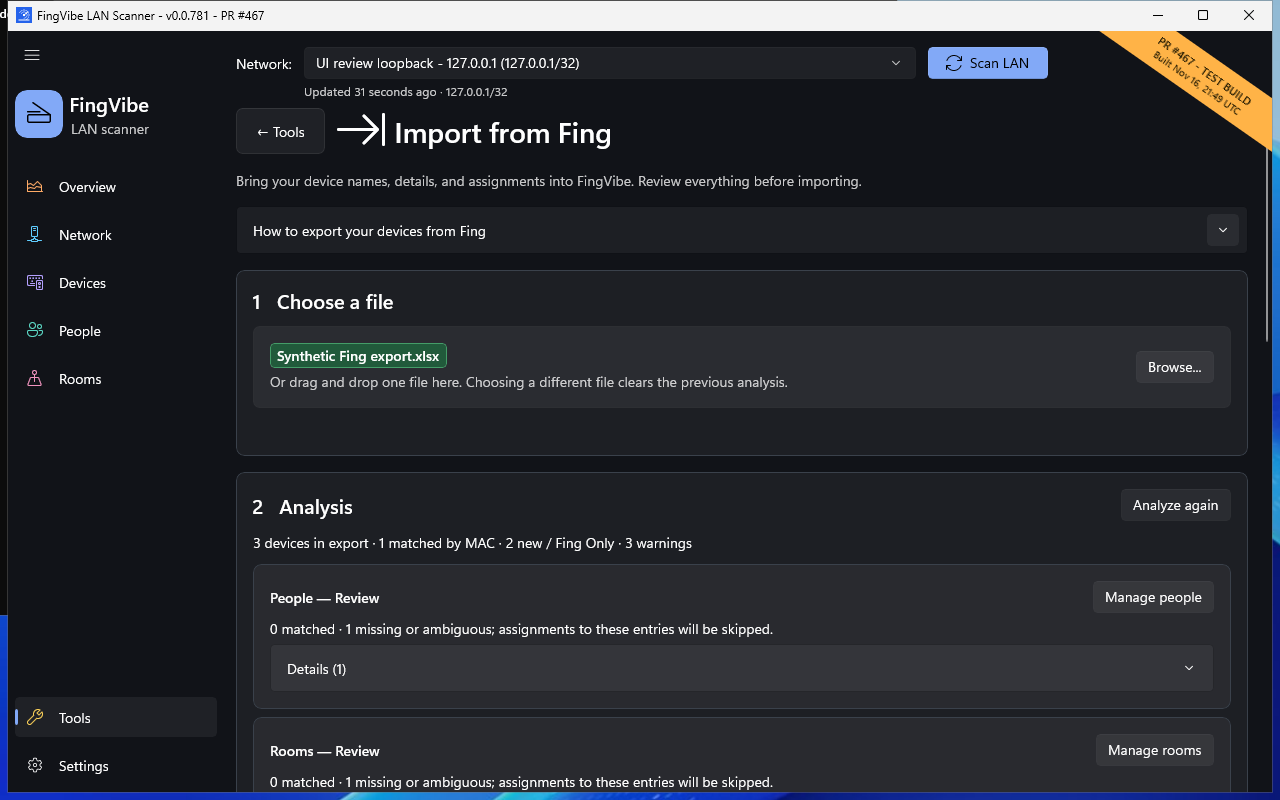 FingVibe LAN Scanner - v0.0.781 - PR #467
PR #467 - TEST BUILD
Built Nov 16, 21:49 UTC
Network:
UI review loopback - 127.0.0.1 (127.0.0.1/32)
Scan LAN
Updated 31 seconds ago · 127.0.0.1/32
FingVibe
LAN scanner
Overview
Network
Devices
People
Rooms
Tools
Settings
← Tools
Import from Fing
Bring your device names, details, and assignments into FingVibe. Review everything before importing.
How to export your devices from Fing
1 Choose a file
Synthetic Fing export.xlsx
Or drag and drop one file here. Choosing a different file clears the previous analysis.
Browse...
2 Analysis
Analyze again
3 devices in export · 1 matched by MAC · 2 new / Fing Only · 3 warnings
People — Review
Manage people
0 matched · 1 missing or ambiguous; assignments to these entries will be skipped.
Details (1)
Rooms — Review
Manage rooms
0 matched · 1 missing or ambiguous; assignments to these entries will be skipped.